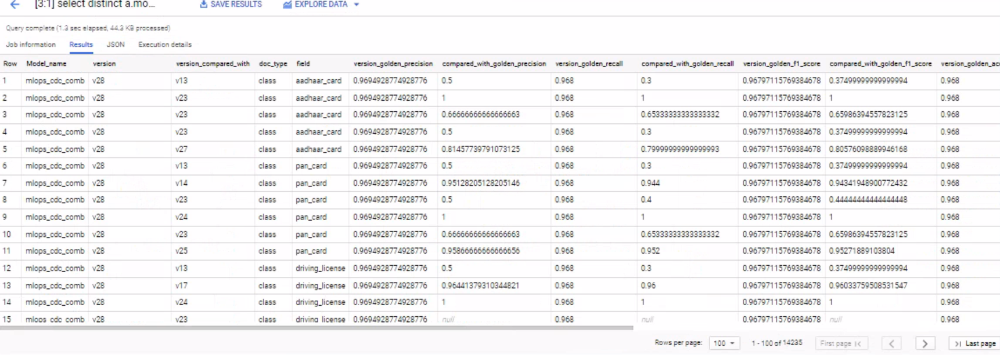 [3:1] select distinct a.mo... SAVE RESULTS EXPLORE DATA
Query complete (1.3 sec elapsed, 44.3 KB processed)
Job information Results JSON Execution details
Row Model_name version version_compared_with doc_type field version_golden_precision compared_with_golden_precision version_golden_recall compared_with_golden_recall version_golden_f1_score compared_with_golden_f1_score version_golden_acc
1 mlops_cdc_comb v28 v13 class aadhaar_card 0.9694928774928776 0.5 0.968 0.3 0.967971157693846​78 0.37499999999999994 0.968
2 mlops_cdc_comb v28 v23 class aadhaar_card 0.9694928774928776 1 0.968 1 0.96797115769384678 1 0.968
3 mlops_cdc_comb v28 v23 class aadhaar_card 0.9694928774928776 0.66666666666666663 0.968 0.65333333333333332 0.96797115769384678 0.65986394557823125 0.968
4 mlops_cdc_comb v28 v23 class aadhaar_card 0.9694928774928776 0.5 0.968 0.3 0.96797115769384678 0.37499999999999994 0.968
5 mlops_cdc_comb v28 v27 class aadhaar_card 0.9694928774928776 0.81457739791073125 0.968 0.79999999999999993 0.96797115769384678 0.80576098889946168 0.968
6 mlops_cdc_comb v28 v13 class pan_card 0.9694928774928776 0.5 0.968 0.3 0.96797115769384678 0.37499999999999994 0.968
7 mlops_cdc_comb v28 v14 class pan_card 0.9694928774928776 0.95128205128205146 0.968 0.944 0.96797115769384678 0.94341948900772432 0.968
8 mlops_cdc_comb v28 v23 class pan_card 0.9694928774928776 0.5 0.968 0.4 0.96797115769384678 0.44444444444444448 0.968
9 mlops_cdc_comb v28 v24 class pan_card 0.9694928774928776 1 0.968 1 0.96797115769384678 1 0.968
10 mlops_cdc_comb v28 v23 class pan_card 0.9694928774928776 0.66666666666666663 0.968 0.65333333333333332 0.96797115769384678 0.65986394557823125 0.968
11 mlops_cdc_comb v28 v25 class pan_card 0.9694928774928776 0.95866666666666656 0.968 0.952 0.96797115769384678 0.95271889103804 0.968
12 mlops_cdc_comb v28 v13 class driving_license 0.9694928774928776 0.5 0.968 0.3 0.96797115769384678 0.37499999999999994 0.968
13 mlops_cdc_comb v28 v17 class driving_license 0.9694928774928776 0.96441379310344821 0.968 0.96 0.96797115769384678 0.96033759508531547 0.968
14 mlops_cdc_comb v28 v24 class driving_license 0.9694928774928776 1 0.968 1 0.96797115769384678 1 0.968
15 mlops_cdc_comb v28 v23 class driving_license 0.9694928774928776 null 0.968 null 0.96797115769384678 null 0.968
Rows per page: 100 1 - 100 of 14235 First page Last page